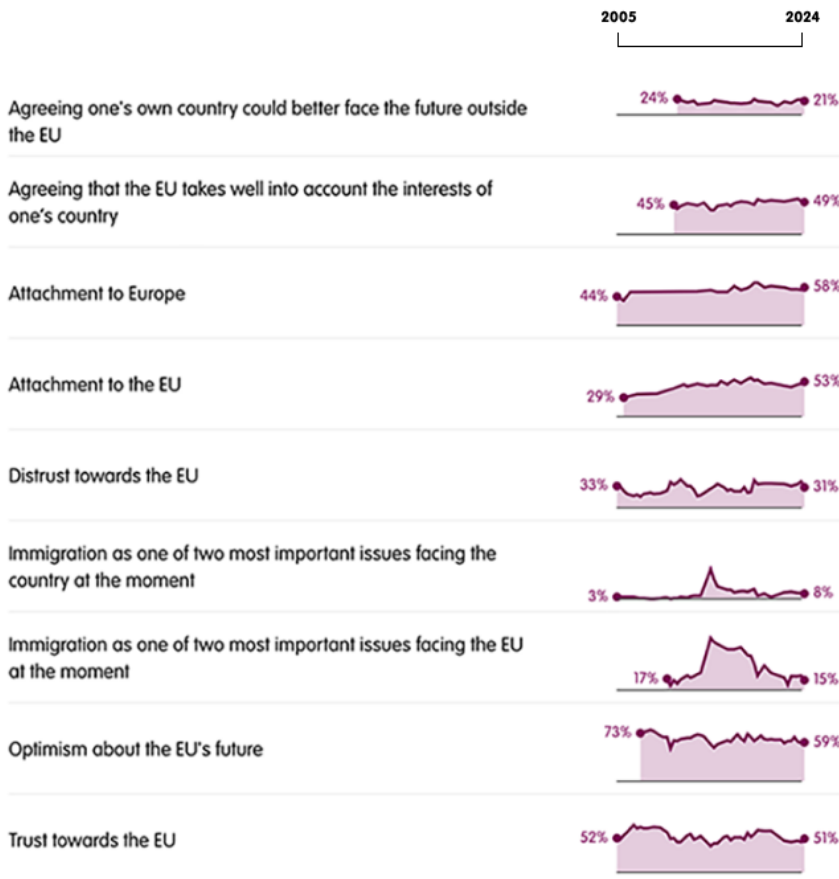 2005 2024
24% 21%
Agreeing one's own country could better face the future outside
the EU
Agreeing that the EU takes well into account the interests of
45% 49%
one's country
Attachment to Europe 44% 58%
Attachment to the EU 29% 53%
Distrust towards the EU 33% 31%
Immigration as one of two most important issues facing the
country at the moment 3% 8%
Immigration as one of two most important issues facing the EU
at the moment 17% 15%
Optimism about the EU's future 73% 59%
Trust towards the EU 52% 51%